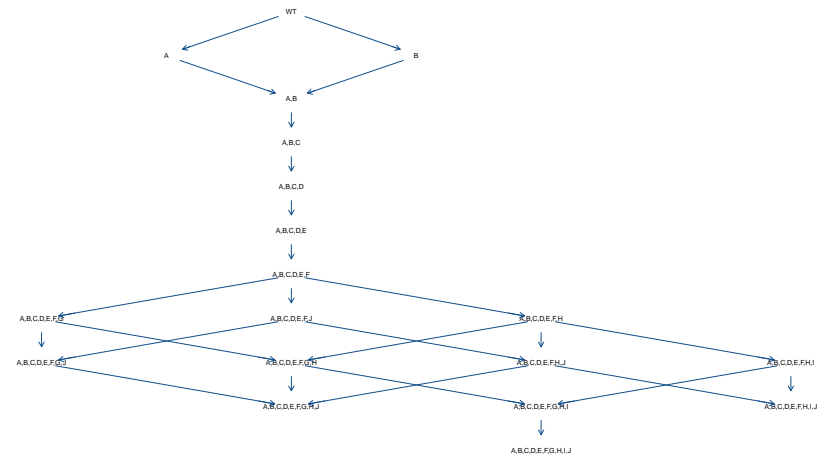 WT
A
B
A,B
A,B,C
A,B,C,D
A,B,C,D,E
A,B,C,D,E,F
A,B,C,D,E,F,G
A,B,C,D,E,F,J
A,B,C,D,E,F,H
A,B,C,D,E,F,G,J
A,B,C,D,E,F,G,H
A,B,C,D,E,F,H,J
A,B,C,D,E,F,H,I
A,B,C,D,E,F,G,H,J
A,B,C,D,E,F,G,H,I
A,B,C,D,E,F,H,I,J
A,B,C,D,E,F,G,H,I,J